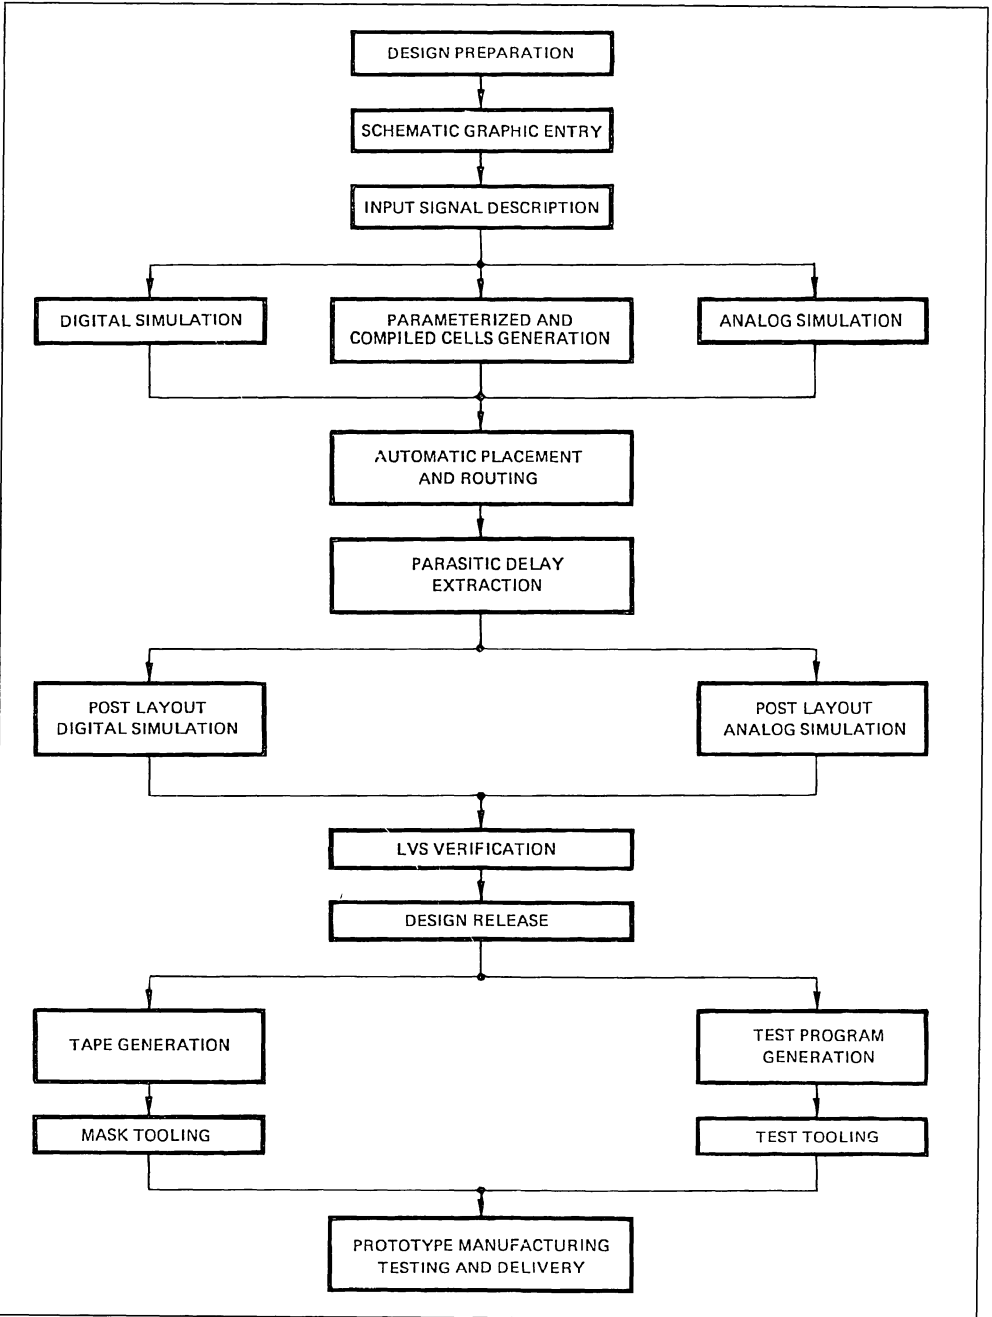 DESIGN PREPARATION
SCHEMATIC GRAPHIC ENTRY
INPUT SIGNAL DESCRIPTION
DIGITAL SIMULATION
PARAMETERIZED AND
COMPILED CELLS GENERATION
ANALOG SIMULATION
AUTOMATIC PLACEMENT
AND ROUTING
PARASITIC DELAY
EXTRACTION
POST LAYOUT
DIGITAL SIMULATION
POST LAYOUT
ANALOG SIMULATION
LVS VERIFICATION
DESIGN RELEASE
TAPE GENERATION
TEST PROGRAM
GENERATION
MASK TOOLING
TEST TOOLING
PROTOTYPE MANUFACTURING
TESTING AND DELIVERY